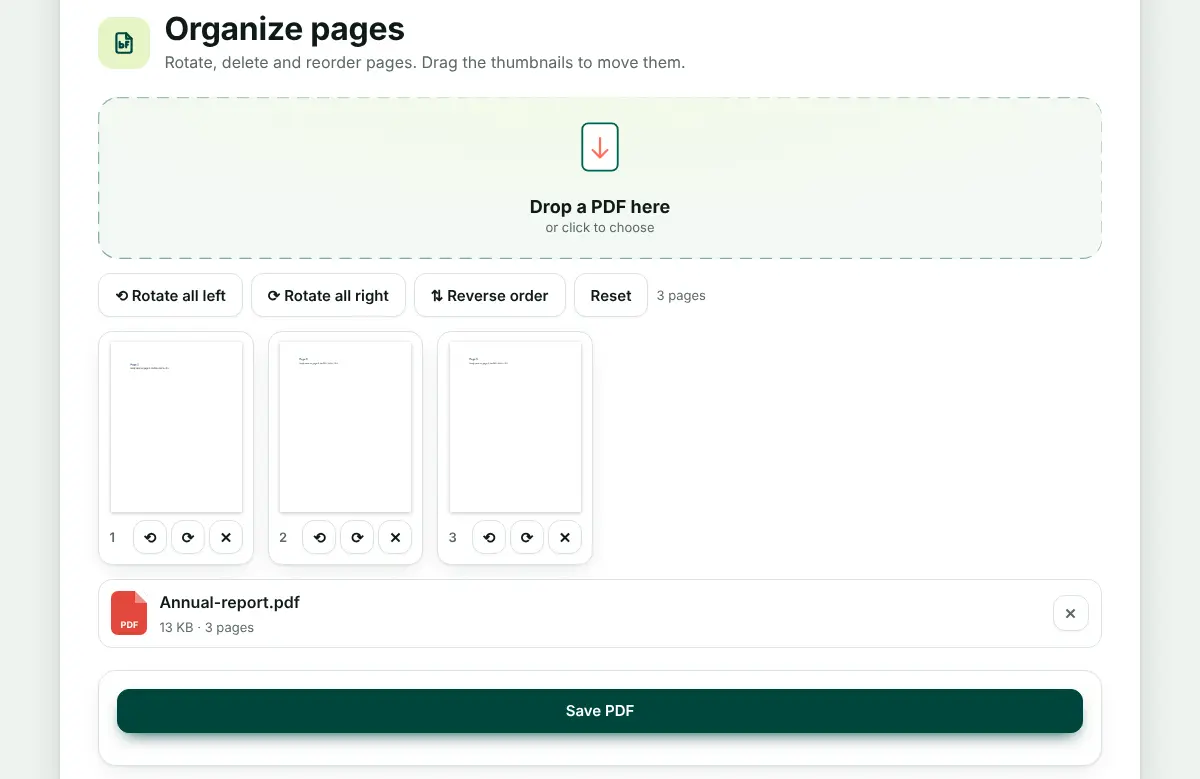 bF
Organize pages
Rotate, delete and reorder pages. Drag the thumbnails to move them.
Drop a PDF here
or click to choose
⟲ Rotate all left
⟳ Rotate all right
⇅ Reverse order
Reset
3 pages
1 ⟲ ⟳ ✕
2 ⟲ ⟳ ✕
3 ⟲ ⟳ ✕
PDF
Annual-report.pdf
13 KB · 3 pages
✕
Save PDF